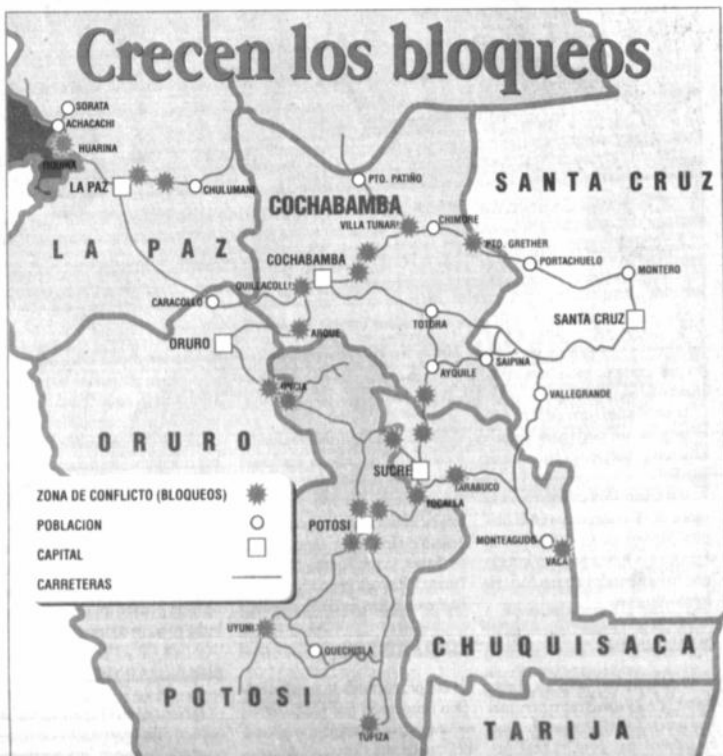 Crecen los bloqueos
SORATA
ACHACACHI
HUARINA
LA PAZ
CHULUMANI
PTO. PATIÑO
SANTA CRUZ
COCHABAMBA
VILLA TUNARI
CHIMORE
PTO. GRETHER
LA PAZ
COCHABAMBA
PORTACHUELO
MONTERO
QUILLACOLLO
CARACOLLO
SANTA CRUZ
ARQUE
TOTORA
ORURO
SAIPINA
AYQUILE
VALLEGRANDE
ORURO
SUCRE
TARABUCO
ZONA DE CONFLICTO (BLOQUEOS)
POBLACION
CAPITAL
CARRETERAS
POTOSI
MONTEAGUDO
VACA
UYUNI
QUECHISLA
CHUQUISACA
POTOSI
TUPIZA
TARIJA